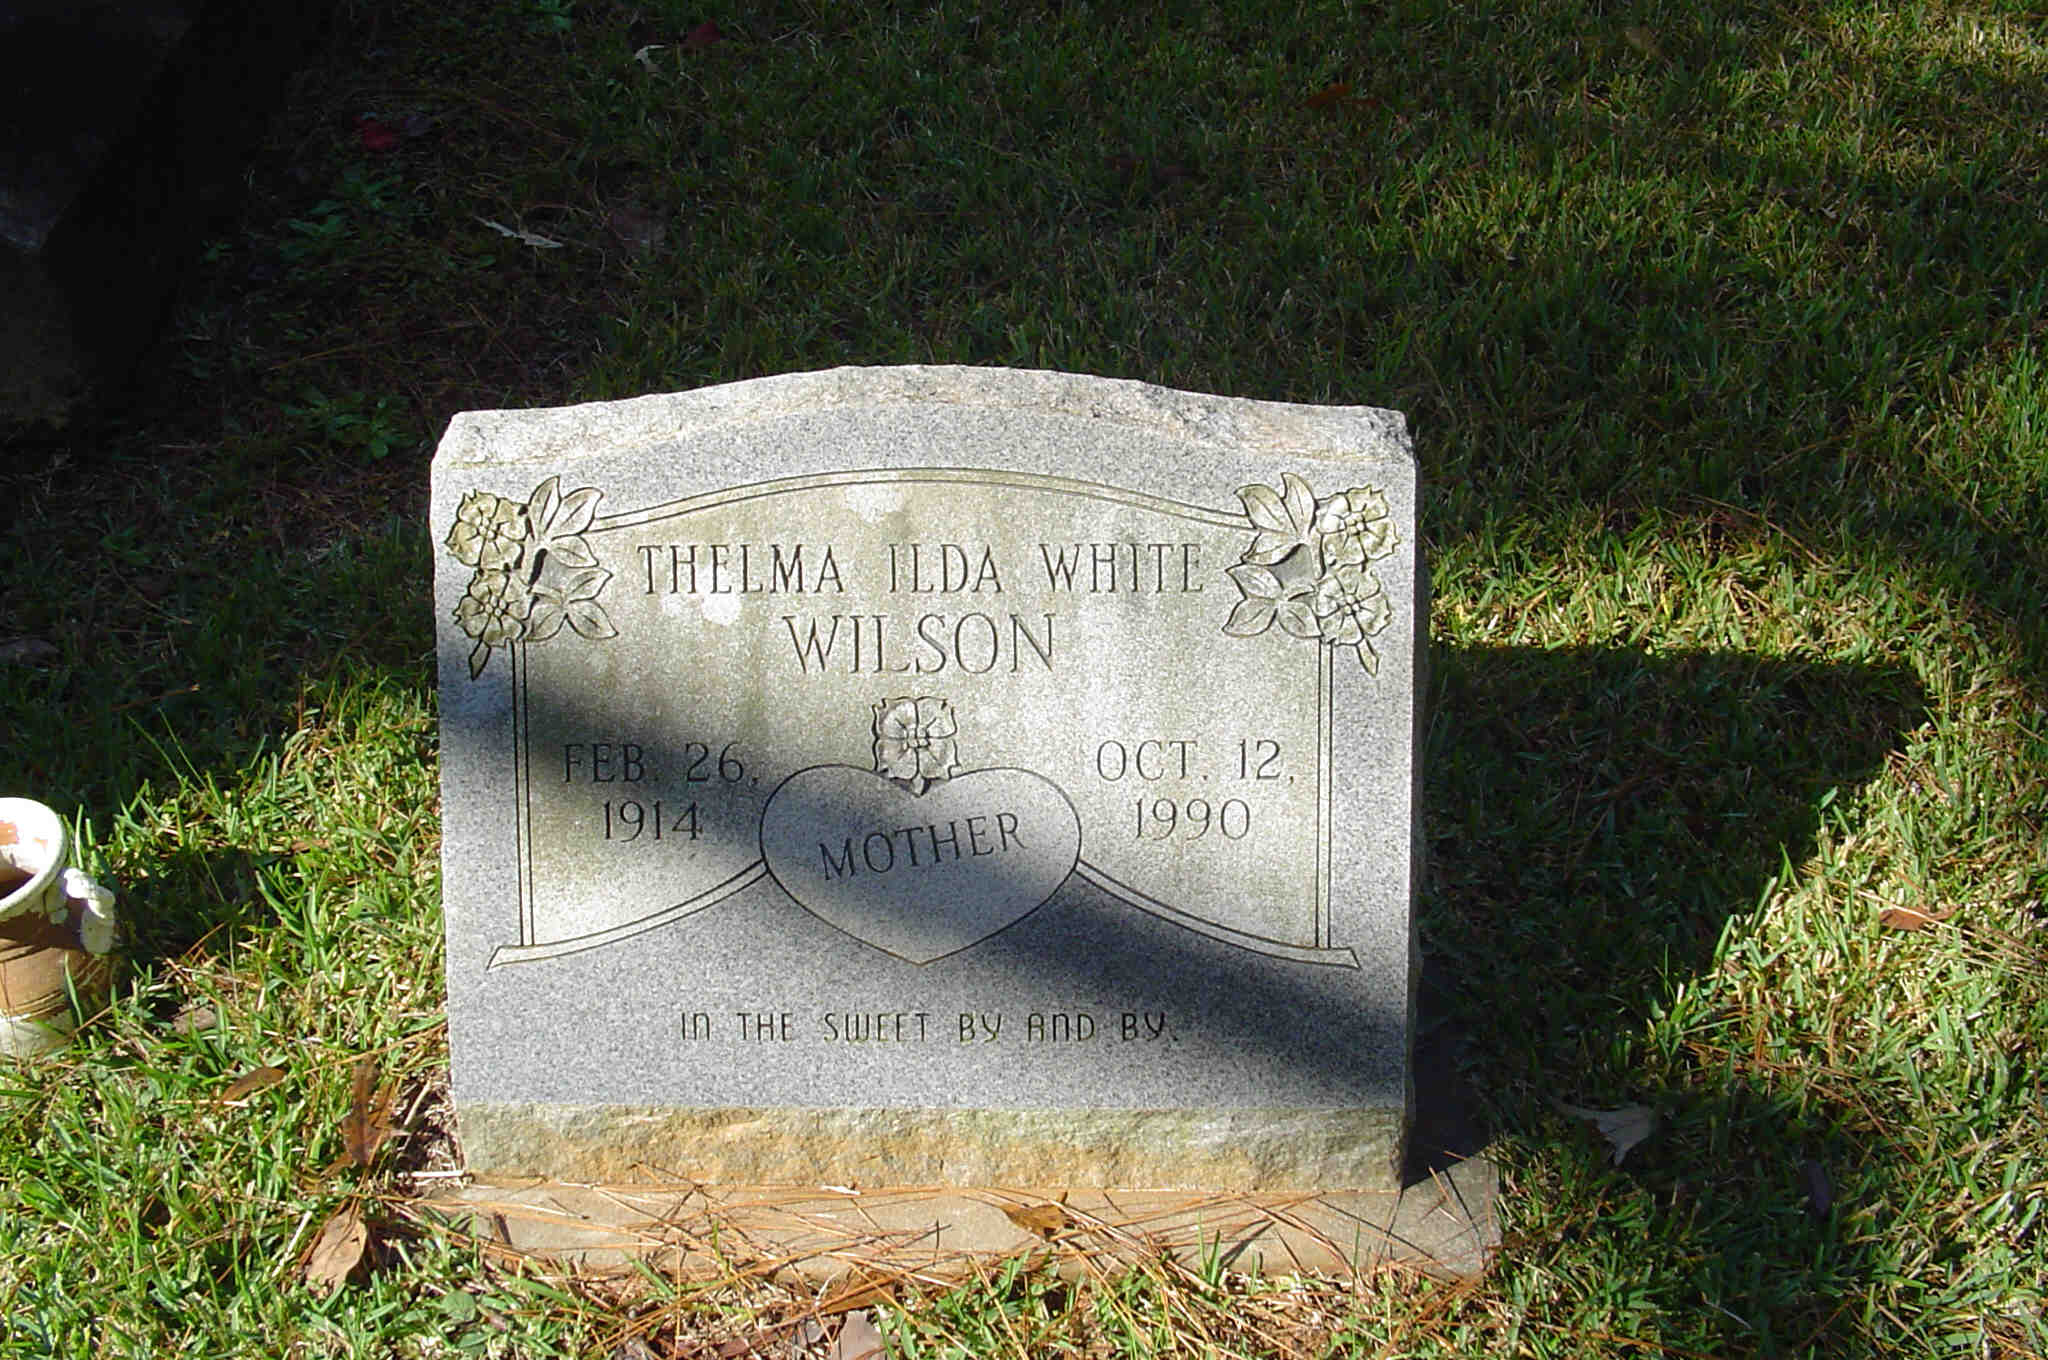 THELMA ILDA WHITE
WILSON
FEB. 26,
1914
MOTHER
OCT. 12,
1990
IN THE SWEET BY AND BY.